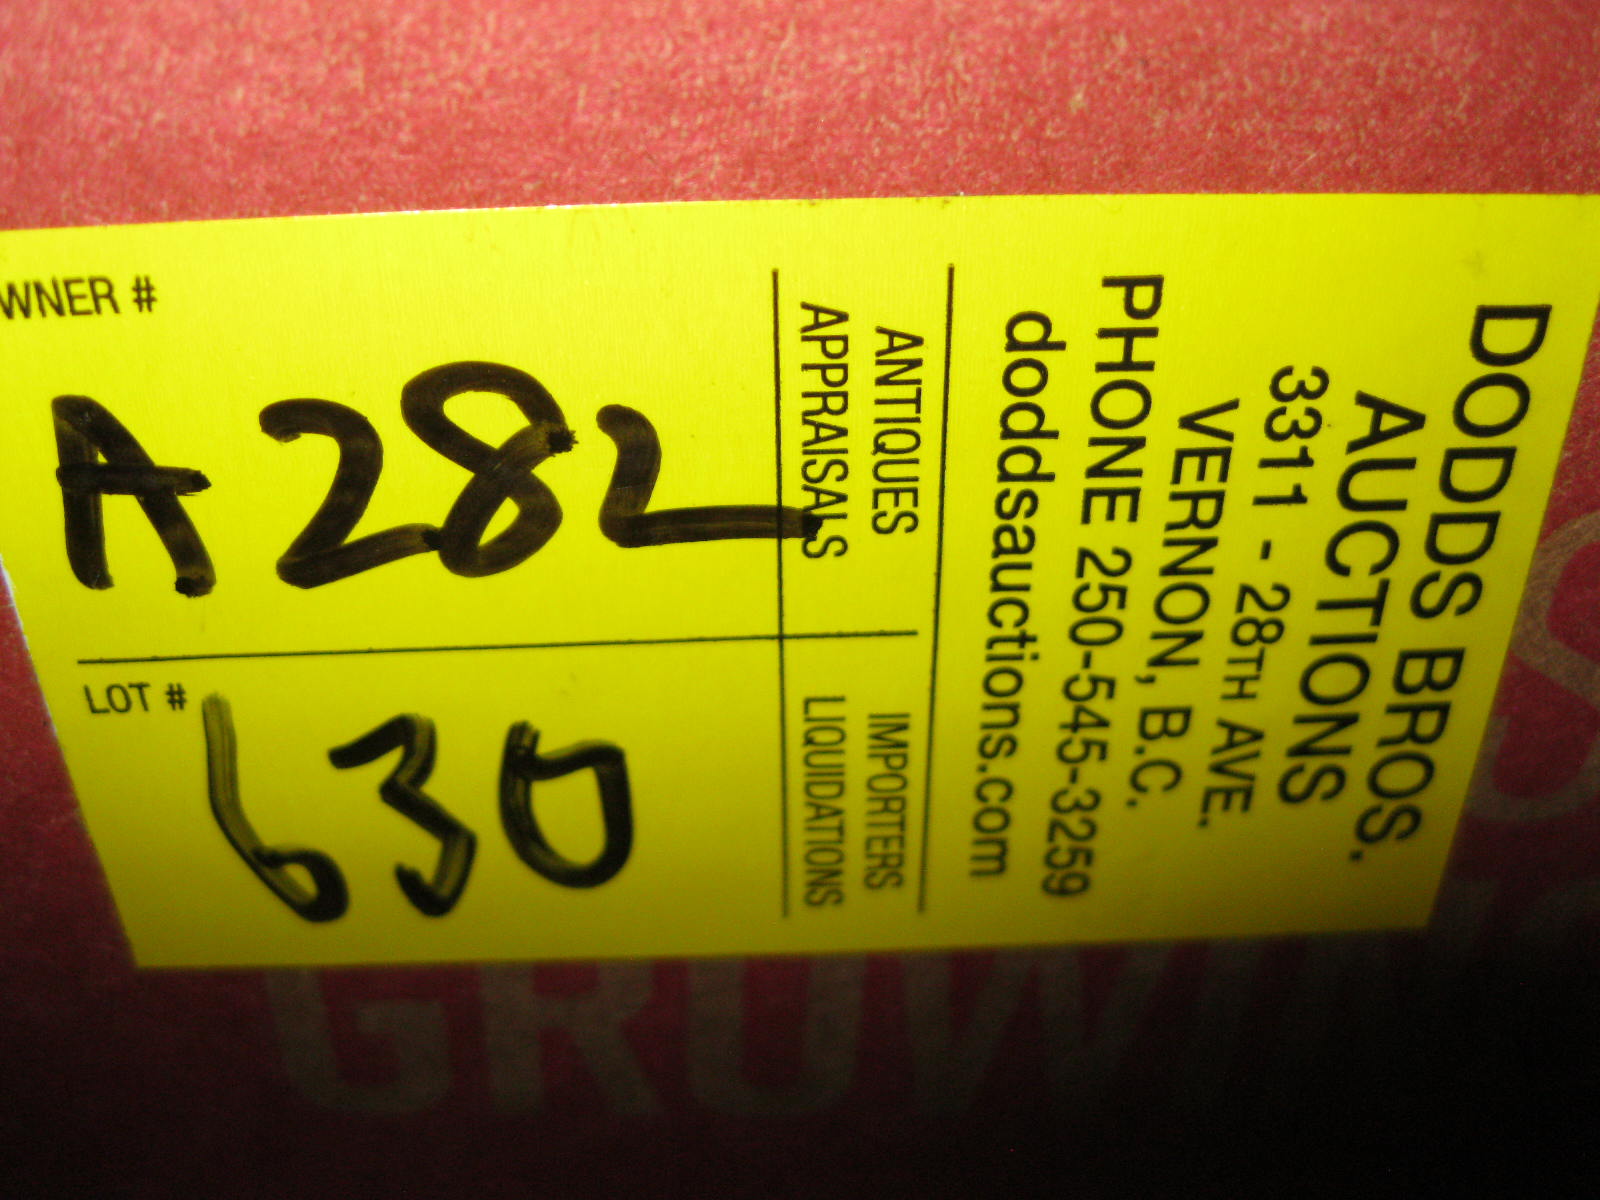 DODDS BROS.
AUCTIONS
3311 - 28TH AVE.
VERNON, B.C.
PHONE 250-545-3259
doddsauctions.com
ANTIQUES IMPORTERS
APPRAISALS LIQUIDATIONS
WNER #
A282
LOT #
630